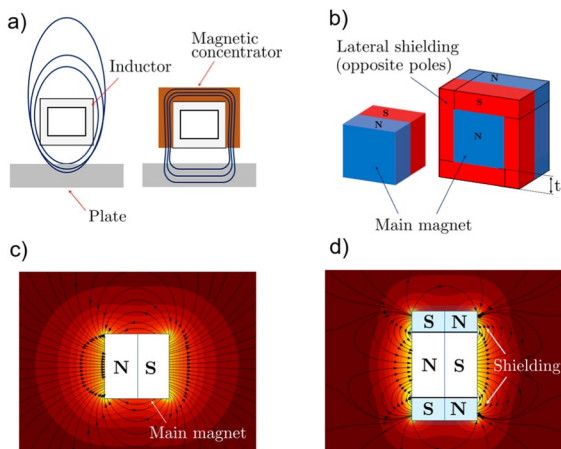 a)
Inductor
Magnetic
concentrator
Plate
b)
Lateral shielding
(opposite poles)
S
N
N
S
N
t
Main magnet
c)
N S
Main magnet
d)
S N
N S
S N
Shielding